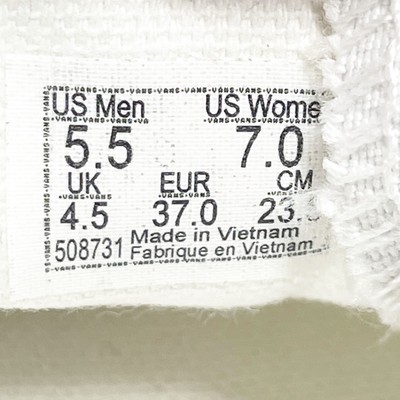 US Men US Wome
5.5 7.0
UK EUR CM
4.5 37.0 23.
508731 Made in Vietnam
Fabrique en Vietnam